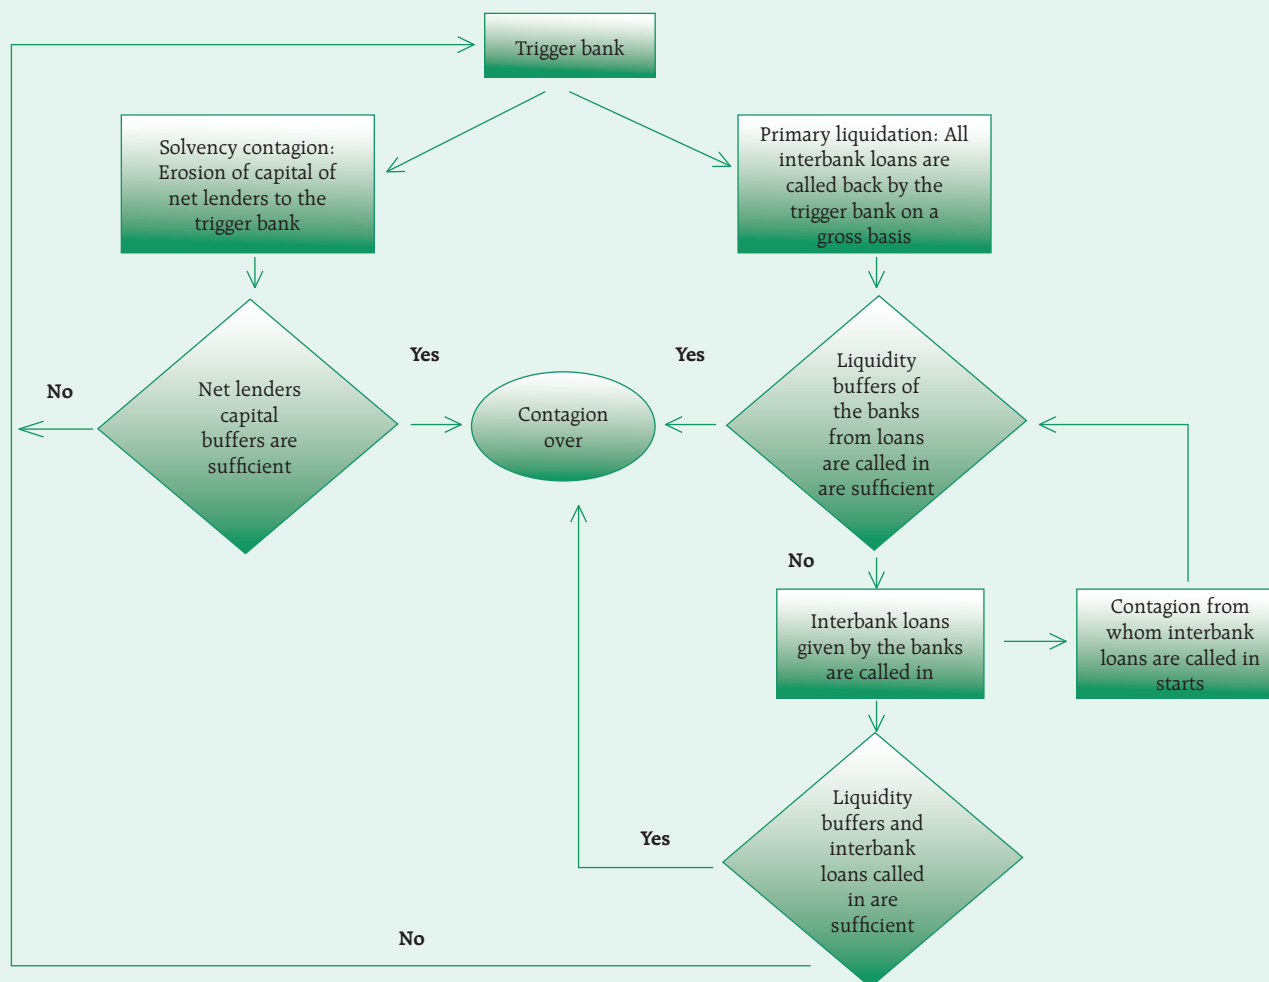 Trigger bank
Solvency contagion:
Erosion of capital of
net lenders to the
trigger bank
Primary liquidation: All
interbank loans are
called back by the
trigger bank on a
gross basis
No
Net lenders
capital
buffers are
sufficient
Yes
Contagion
over
Yes
Liquidity
buffers of
the banks
from loans
are called in
are sufficient
No
Interbank loans
given by the banks
are called in
Contagion from
whom interbank
loans are called in
starts
Yes
Liquidity
buffers and
interbank
loans called
in are
sufficient
No